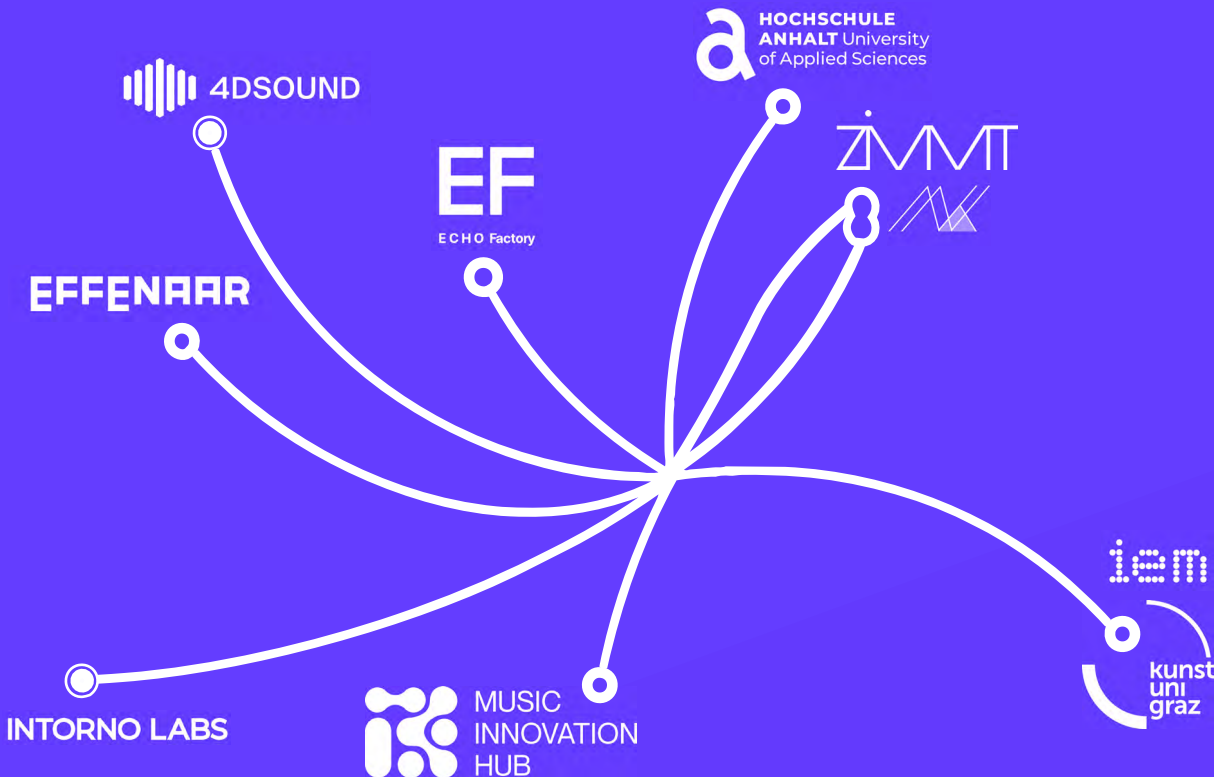 HOCHSCHULE
ANHALT University
of Applied Sciences
4DSOUND
ZIMMT
EF
ECHO Factory
EFFENAAR
iem
kunst
uni
graz
INTORNO LABS
MUSIC
INNOVATION
HUB